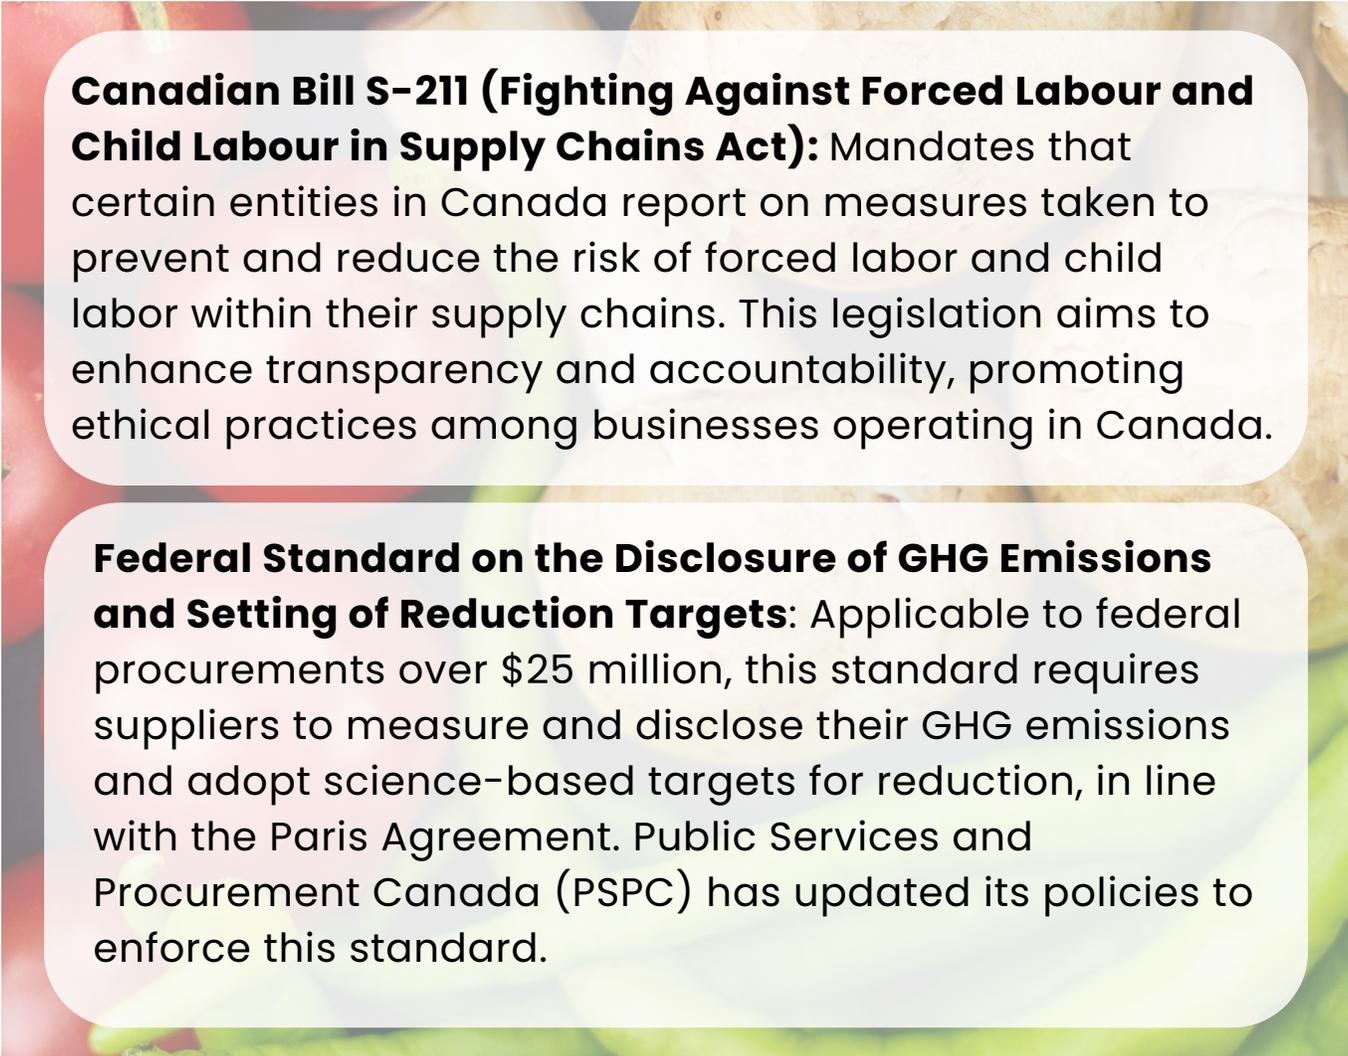 Canadian Bill S-211 (Fighting Against Forced Labour and
Child Labour in Supply Chains Act): Mandates that
certain entities in Canada report on measures taken to
prevent and reduce the risk of forced labor and child
labor within their supply chains. This legislation aims to
enhance transparency and accountability, promoting
ethical practices among businesses operating in Canada.
Federal Standard on the Disclosure of GHG Emissions
and Setting of Reduction Targets: Applicable to federal
procurements over $25 million, this standard requires
suppliers to measure and disclose their GHG emissions
and adopt science-based targets for reduction, in line
with the Paris Agreement. Public Services and
Procurement Canada (PSPC) has updated its policies to
enforce this standard.